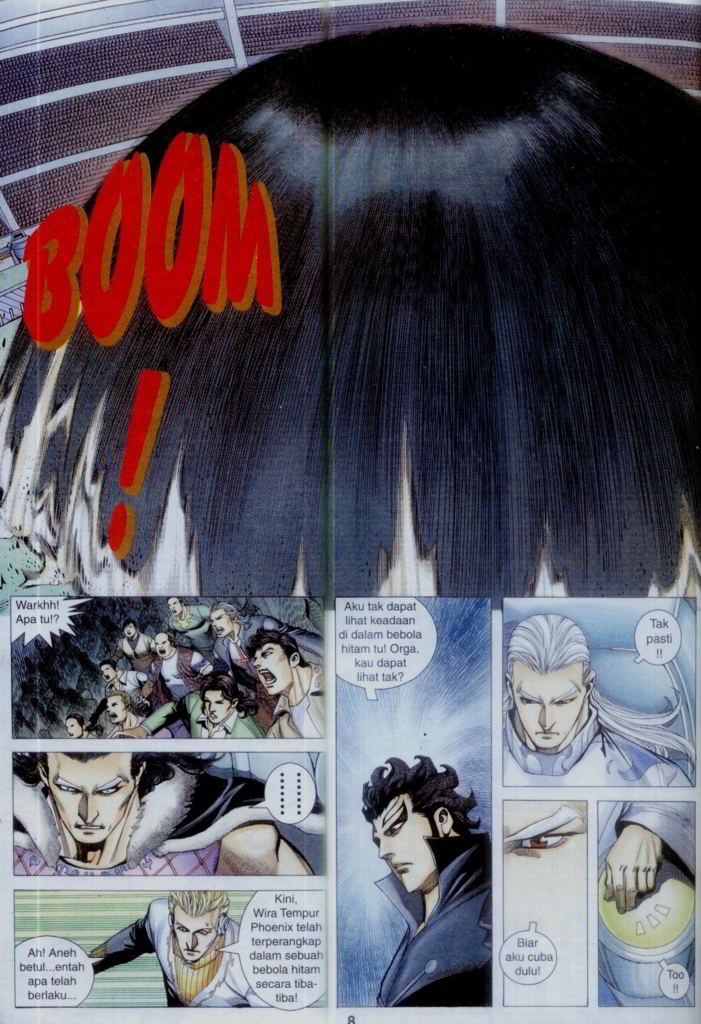 BOOM
!
Warkhh!
Apa tu!?
Aku tak dapat
lihat keadaan
di dalam bebola
hitam tu! Orga,
kau dapat
lihat tak?
Tak
pasti
!!
Ah! Aneh
betul...entah
apa telah
berlaku...
Kini,
Wira Tempur
Phoenix telah
terperangkap
dalam sebuah
bebola hitam
secara tiba-
tiba!
Biar
aku cuba
dulu!
Too
!!
8